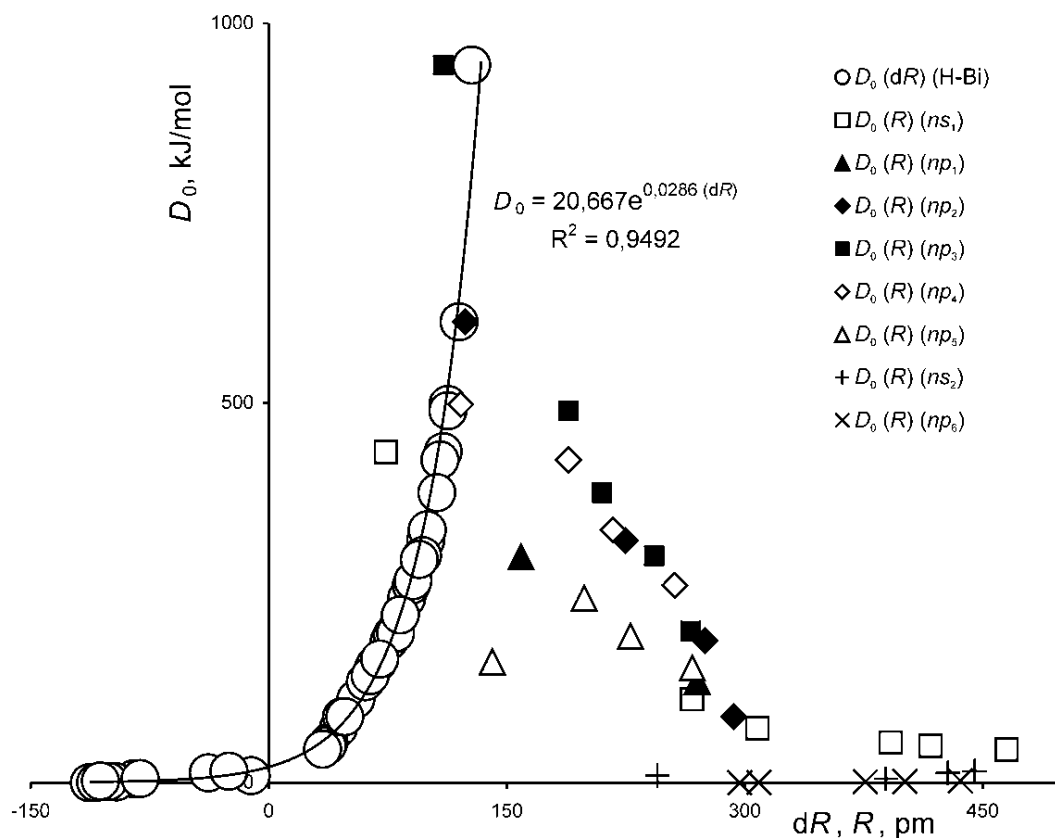 1000
D₀, kJ/mol
500
0
-150
0
150
300
450
dR, R, pm
D₀ = 20,667e^0,0286 (dR)
R² = 0,9492
D₀ (dR) (H-Bi)
D₀ (R) (ns₁)
D₀ (R) (np₁)
D₀ (R) (np₂)
D₀ (R) (np₃)
D₀ (R) (np₄)
D₀ (R) (np₅)
D₀ (R) (ns₂)
D₀ (R) (np₆)